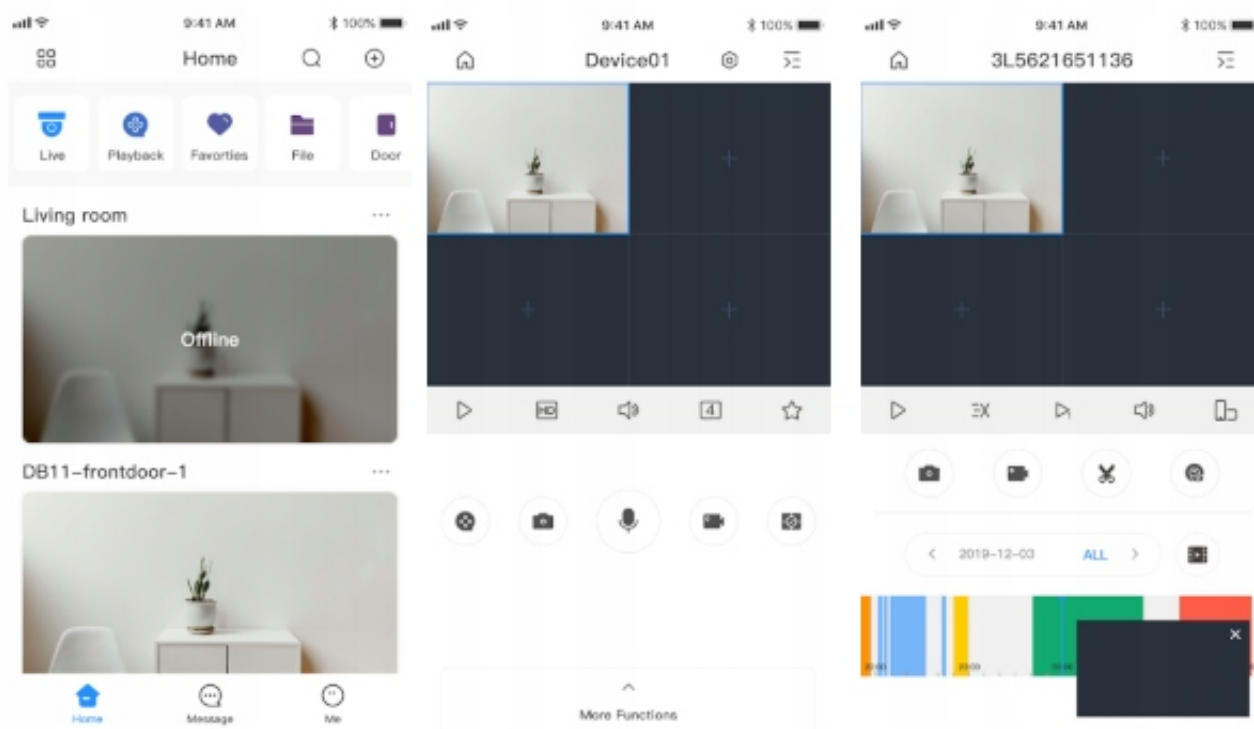 9:41 AM 100%
Home
Live Playback Favorties File Door
Living room
Offline
DB11-frontdoor-1
Home Message Me
9:41 AM 100%
Device01
HD 4
More Functions
9:41 AM 100%
3L5621651136
2019-12-03 ALL